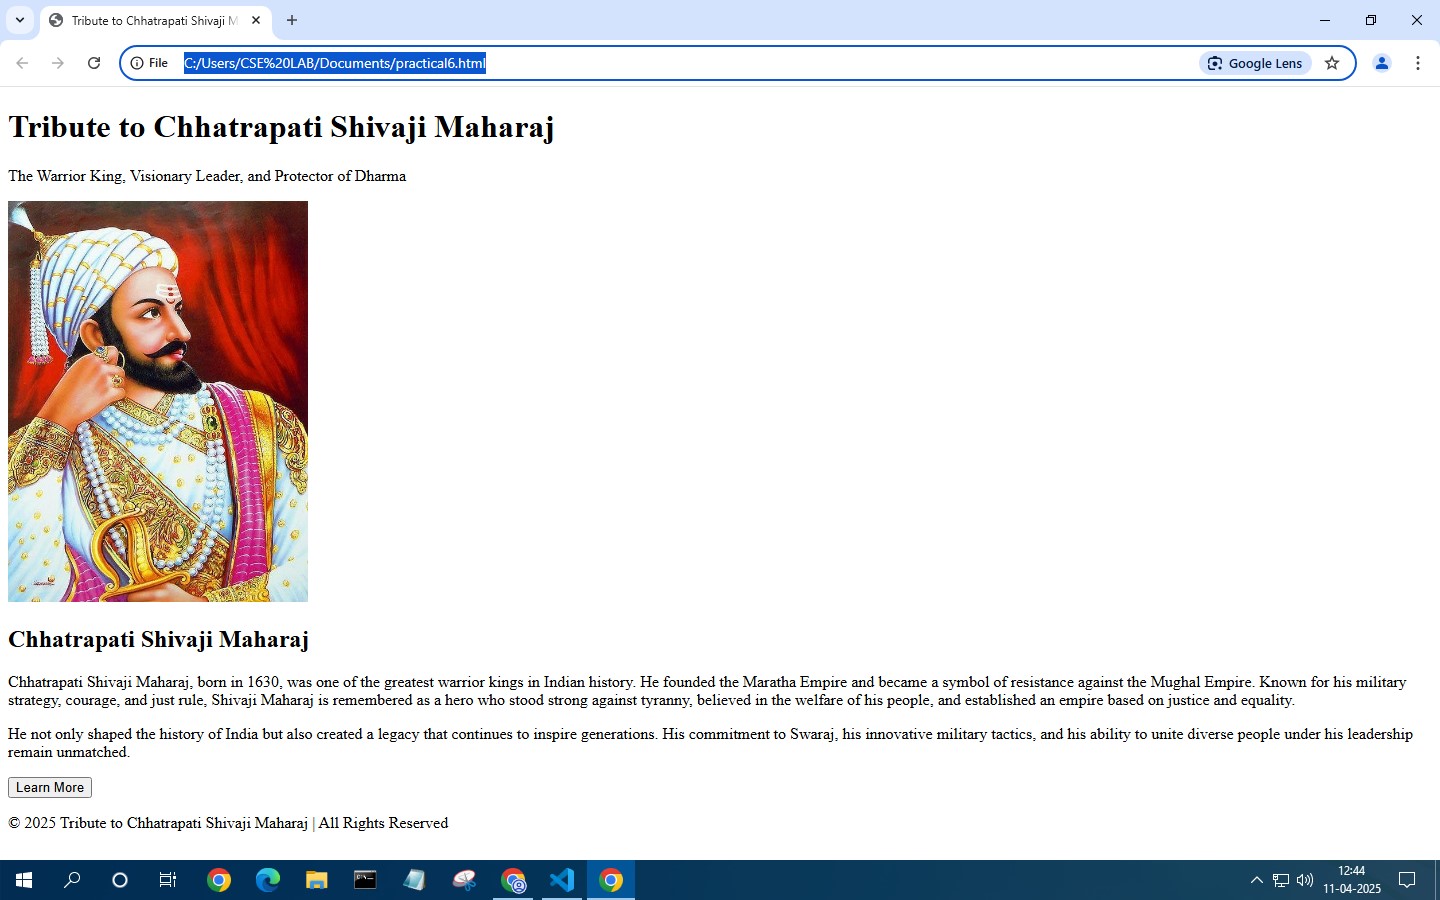 Tribute to Chhatrapati Shivaji M
File
C:/Users/CSE%20LAB/Documents/practical6.html
Google Lens
Tribute to Chhatrapati Shivaji Maharaj
The Warrior King, Visionary Leader, and Protector of Dharma
Chhatrapati Shivaji Maharaj
Chhatrapati Shivaji Maharaj, born in 1630, was one of the greatest warrior kings in Indian history. He founded the Maratha Empire and became a symbol of resistance against the Mughal Empire. Known for his military
strategy, courage, and just rule, Shivaji Maharaj is remembered as a hero who stood strong against tyranny, believed in the welfare of his people, and established an empire based on justice and equality.
He not only shaped the history of India but also created a legacy that continues to inspire generations. His commitment to Swaraj, his innovative military tactics, and his ability to unite diverse people under his leadership
remain unmatched.
Learn More
© 2025 Tribute to Chhatrapati Shivaji Maharaj | All Rights Reserved
12:44
11-04-2025